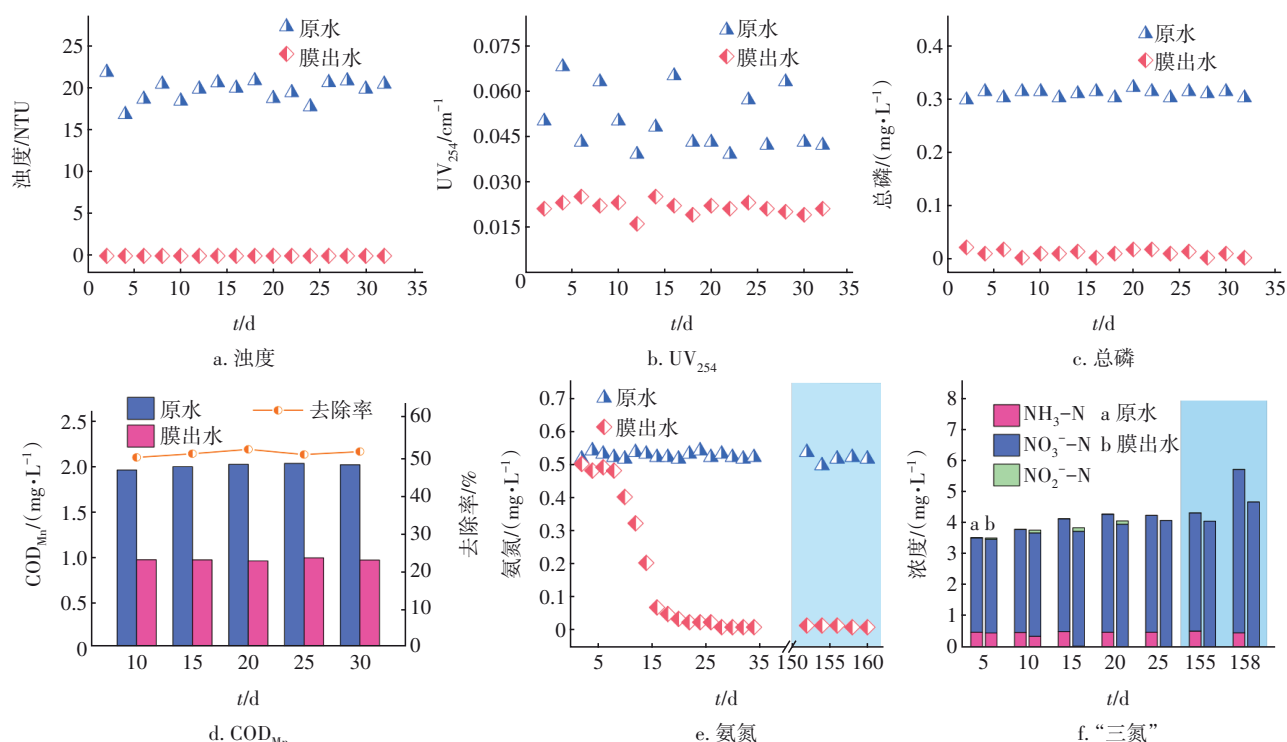 25
20
15
10
5
0
浊度/NTU
原水
膜出水
0 5 10 15 20 25 30 35
t/d
a. 浊度
0.075
0.060
0.045
0.030
0.015
0
UV₂₅₄/cm⁻¹
原水
膜出水
5 10 15 20 25 30 35
t/d
b. UV₂₅₄
0.4
0.3
0.2
0.1
0
总磷/(mg·L⁻¹)
原水
膜出水
0 5 10 15 20 25 30 35
t/d
c. 总磷
2.5
2.0
1.5
1.0
0.5
0
COD_Mn/(mg·L⁻¹)
原水
膜出水
去除率
60
50
40
30
20
10
0
去除率/%
10 15 20 25 30
t/d
d. COD_Mn
0.7
0.6
0.5
0.4
0.3
0.2
0.1
0
氨氮/(mg·L⁻¹)
原水
膜出水
5 15 25 35 150 155 160
t/d
e. 氨氮
8
7
6
5
4
3
2
1
0
浓度/(mg·L⁻¹)
NH₃-N a 原水
NO₃⁻-N b 膜出水
NO₂⁻-N
a b
5 10 15 20 25 155 158
t/d
f. “三氮”